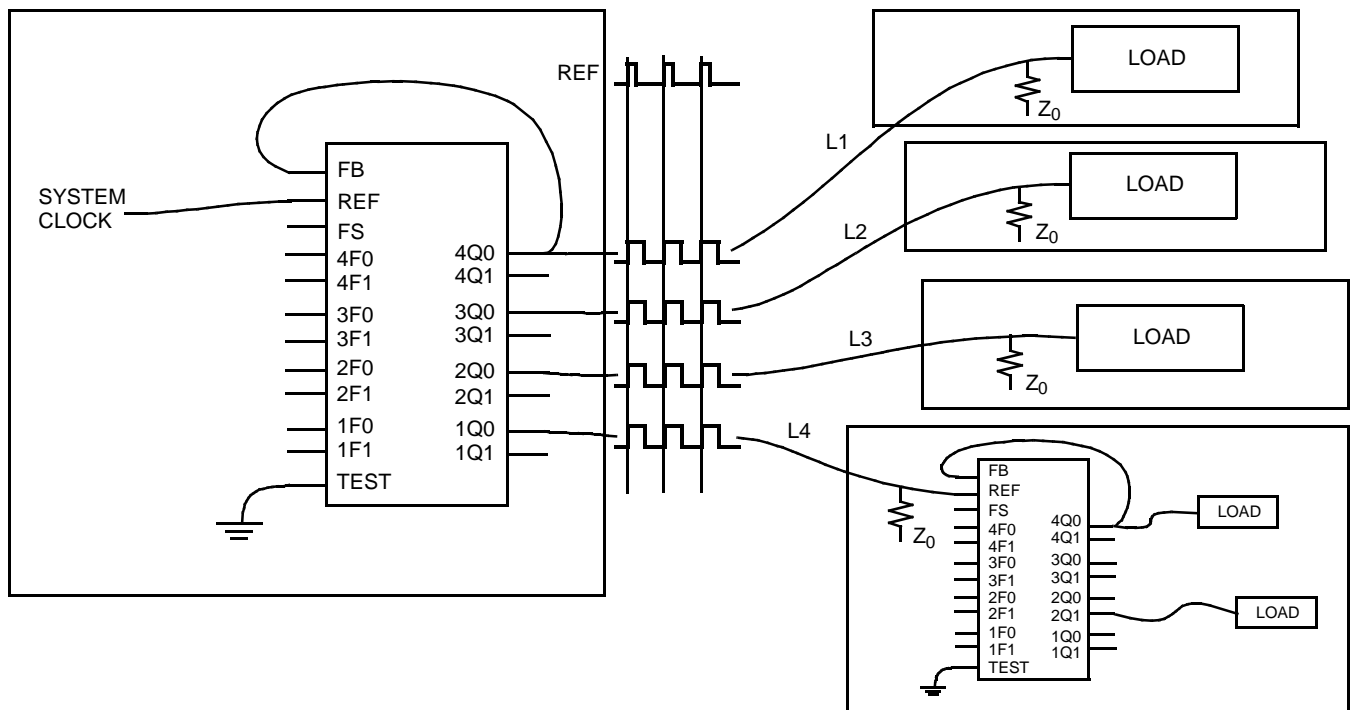 REF
SYSTEM
CLOCK
FB
REF
FS
4F0
4F1
3F0
3F1
2F0
2F1
1F0
1F1
TEST
4Q0
4Q1
3Q0
3Q1
2Q0
2Q1
1Q0
1Q1
L1
L2
L3
L4
LOAD
Z0
LOAD
Z0
LOAD
Z0
Z0
FB
REF
FS
4F0
4F1
3F0
3F1
2F0
2F1
1F0
1F1
TEST
4Q0
4Q1
3Q0
3Q1
2Q0
2Q1
1Q0
1Q1
LOAD
LOAD